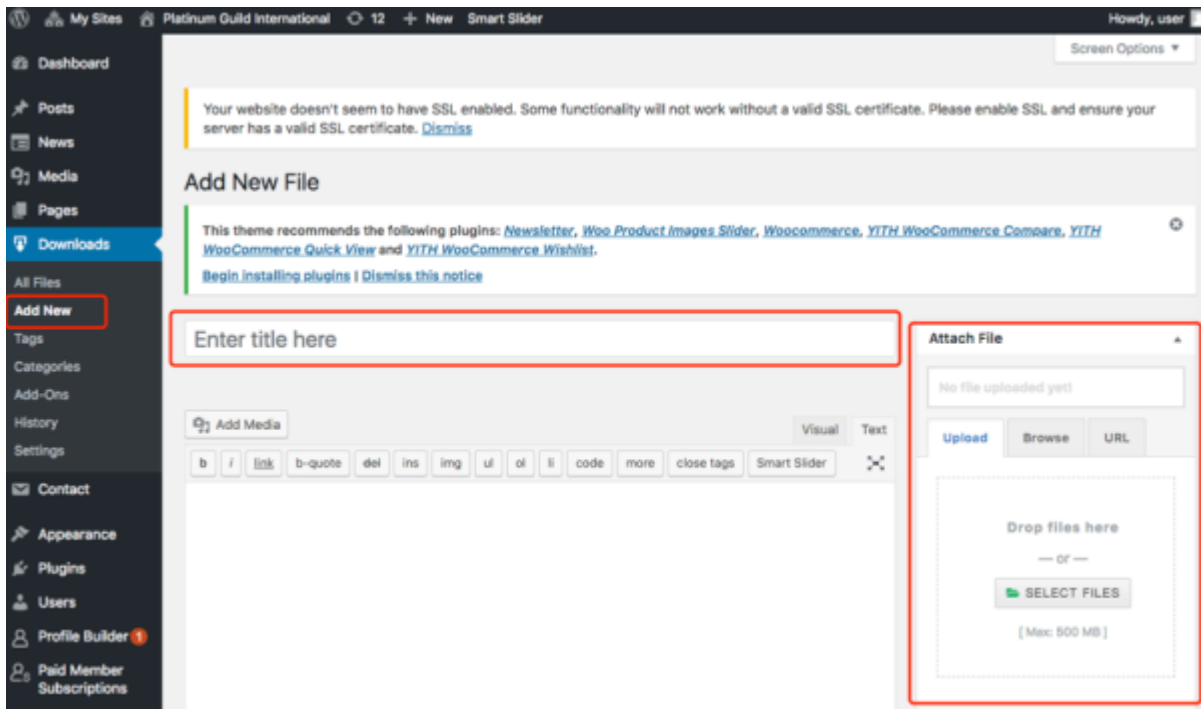 My Sites Platinum Guild International 12 New Smart Slider Howdy, user
Screen Options
Dashboard
Posts
News
Media
Pages
Downloads
All Files
Add New
Tags
Categories
Add-Ons
History
Settings
Contact
Appearance
Plugins
Users
Profile Builder 1
Paid Member
Subscriptions
Your website doesn't seem to have SSL enabled. Some functionality will not work without a valid SSL certificate. Please enable SSL and ensure your
server has a valid SSL certificate. Dismiss
Add New File
This theme recommends the following plugins: Newsletter, Woo Product Images Slider, Woocommerce, YITH WooCommerce Compare, YITH
WooCommerce Quick View and YITH WooCommerce Wishlist.
Begin installing plugins | Dismiss this notice
Enter title here
Add Media
Visual Text
b i link b-quote del ins img ul ol li code more close tags Smart Slider
Attach File
No file uploaded yet!
Upload Browse URL
Drop files here
— or —
SELECT FILES
[ Max: 500 MB ]